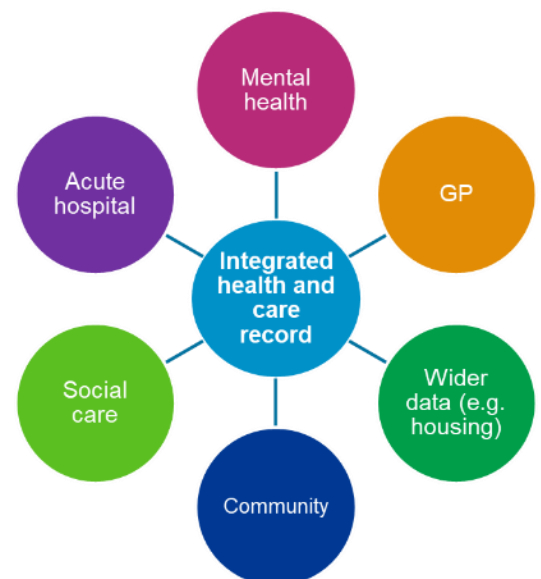 Mental
health
Acute
hospital
GP
Integrated
health and
care
record
Social
care
Wider
data (e.g.
housing)
Community